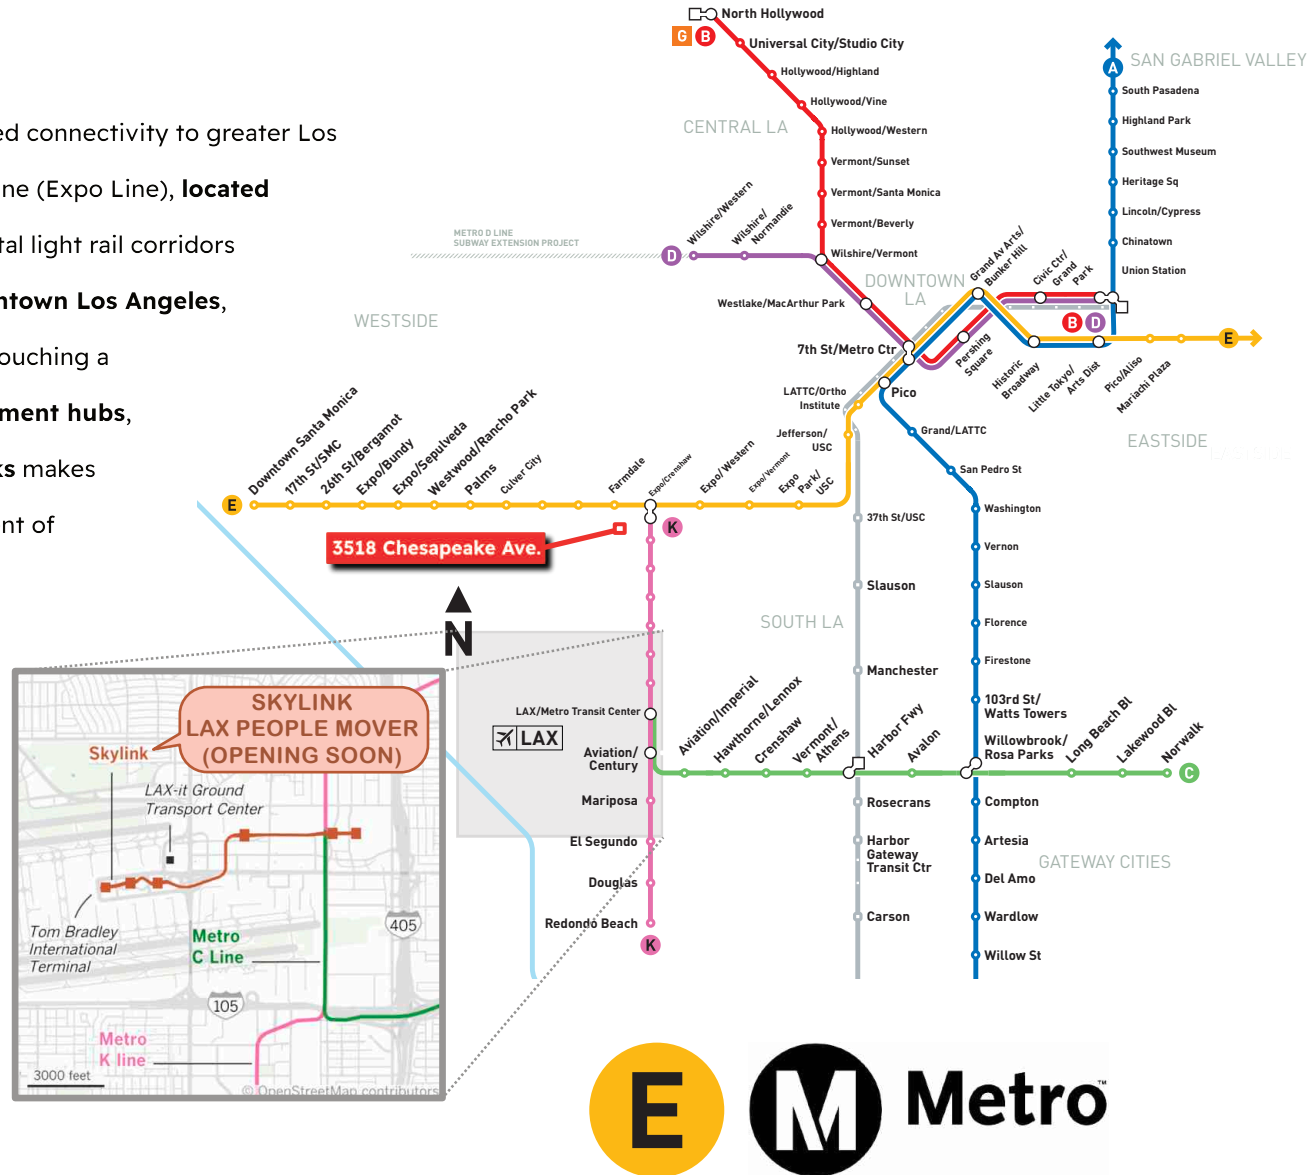 ed connectivity to greater Los
ne (Expo Line), located
tal light rail corridors
ntown Los Angeles,
ouching a
ment hubs,
ks makes
nt of
North Hollywood
G B
Universal City/Studio City
Hollywood/Highland
Hollywood/Vine
CENTRAL LA
Hollywood/Western
Vermont/Sunset
Vermont/Santa Monica
Vermont/Beverly
Wilshire/Vermont
METRO D LINE
SUBWAY EXTENSION PROJECT
D
Wilshire/Western
Wilshire/
Normandie
WESTSIDE
Westlake/MacArthur Park
DOWNTOWN
LA
7th St/Metro Ctr
Pershing
Square
Grand Av Arts/
Bunker Hill
Civic Ctr/
Grand
Park
B D
Historic
Broadway
Little Tokyo/
Arts Dist
Pico/Aliso
Mariachi Plaza
E
A
SAN GABRIEL VALLEY
South Pasadena
Highland Park
Southwest Museum
Heritage Sq
Lincoln/Cypress
Chinatown
Union Station
EASTSIDE
EASTSIDE
Pico
LATTC/Ortho
Institute
Jefferson/
USC
Grand/LATTC
San Pedro St
Washington
Vernon
Slauson
Florence
Firestone
103rd St/
Watts Towers
Willowbrook/
Rosa Parks
Compton
Artesia
Del Amo
Wardlow
Willow St
GATEWAY CITIES
E
Downtown Santa Monica
17th St/SMC
26th St/Bergamot
Expo/Bundy
Expo/Sepulveda
Westwood/Rancho Park
Palms
Culver City
Farmdale
Expo/Crenshaw
Expo/Western
Expo/Vermont
Expo
Park/
USC
K
3518 Chesapeake Ave.
N
37th St/USC
Slauson
SOUTH LA
Manchester
Harbor Fwy
Rosecrans
Harbor
Gateway
Transit Ctr
Carson
LAX/Metro Transit Center
LAX
Aviation/
Century
Mariposa
El Segundo
Douglas
Redondo Beach
K
Aviation/Imperial
Hawthorne/Lennox
Crenshaw
Vermont/
Athens
Avalon
Long Beach Bl
Lakewood Bl
Norwalk
C
SKYLINK
LAX PEOPLE MOVER
(OPENING SOON)
Skylink
LAX-it Ground
Transport Center
Tom Bradley
International
Terminal
Metro
C Line
405
105
Metro
K line
3000 feet
© OpenStreetMap contributors
E
M
Metro™